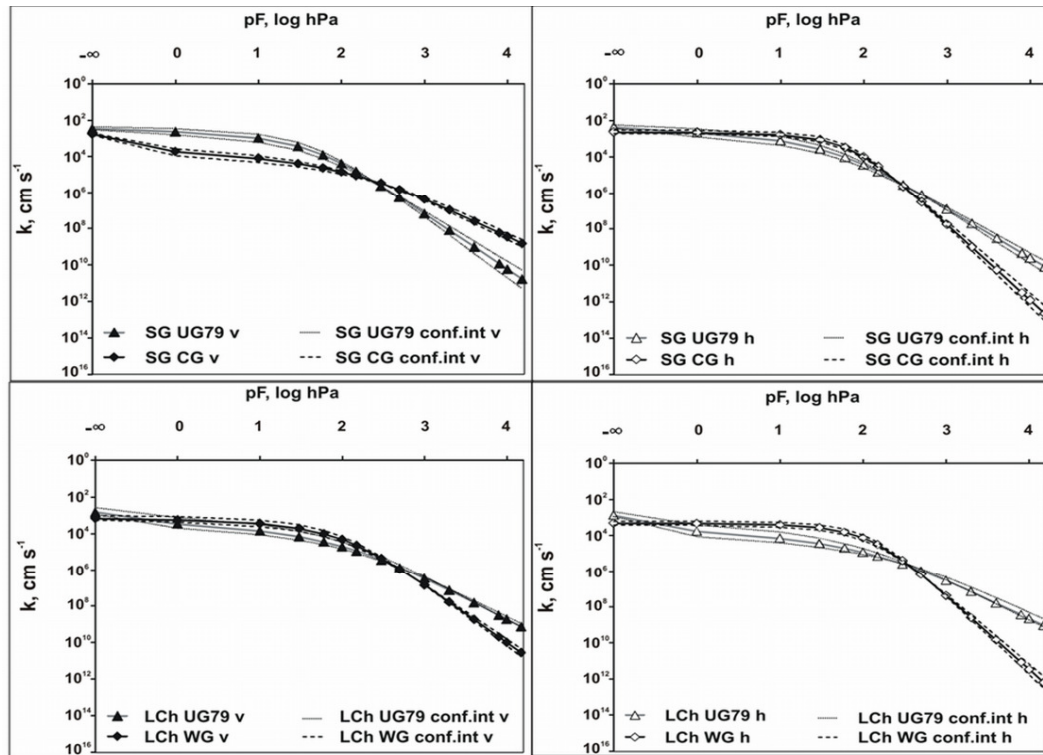 pF, log hPa
-∞ 0 1 2 3 4
10⁰
10²
10⁴
10⁶
10⁸
10¹⁰
10¹²
10¹⁴
10¹⁶
k, cm s⁻¹
SG UG79 v SG UG79 conf.int v
SG CG v SG CG conf.int v
pF, log hPa
-∞ 0 1 2 3 4
10⁰
10²
10⁴
10⁶
10⁸
10¹⁰
10¹²
10¹⁴
10¹⁶
k, cm s⁻¹
SG UG79 h SG UG79 conf.int h
SG CG h SG CG conf.int h
pF, log hPa
-∞ 0 1 2 3 4
10⁰
10²
10⁴
10⁶
10⁸
10¹⁰
10¹²
10¹⁴
10¹⁶
k, cm s⁻¹
LCh UG79 v LCh UG79 conf.int v
LCh WG v LCh WG conf.int v
pF, log hPa
-∞ 0 1 2 3 4
10⁰
10²
10⁴
10⁶
10⁸
10¹⁰
10¹²
10¹⁴
10¹⁶
k, cm s⁻¹
LCh UG79 h LCh UG79 conf.int h
LCh WG h LCh WG conf.int h